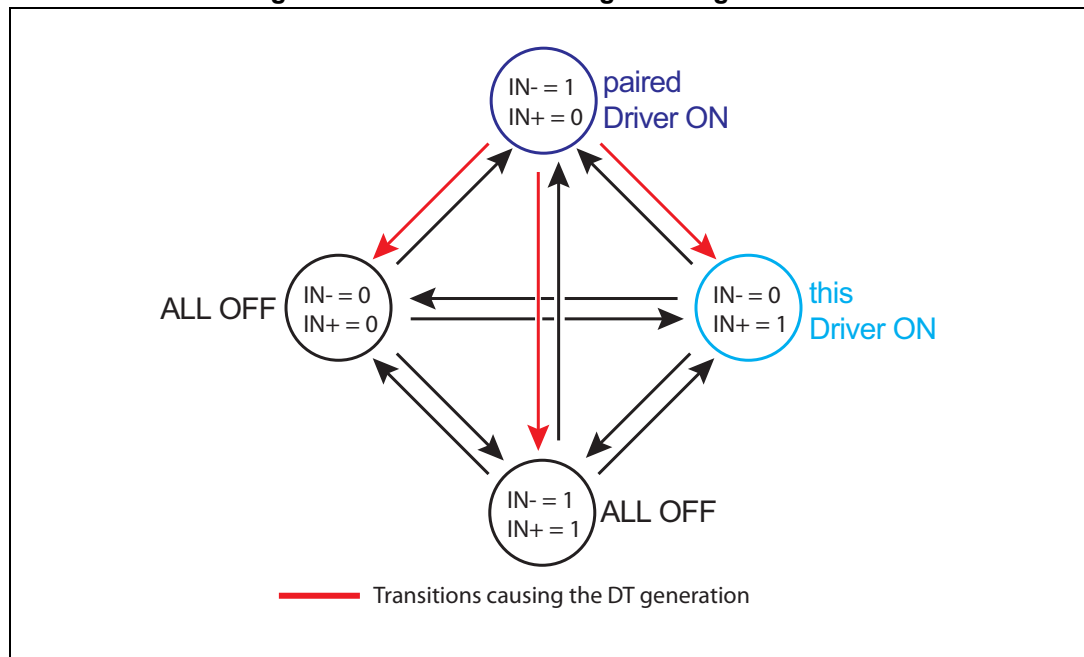 IN- = 1
IN+ = 0
paired
Driver ON
ALL OFF
IN- = 0
IN+ = 0
IN- = 0
IN+ = 1
this
Driver ON
IN- = 1
IN+ = 1
ALL OFF
Transitions causing the DT generation